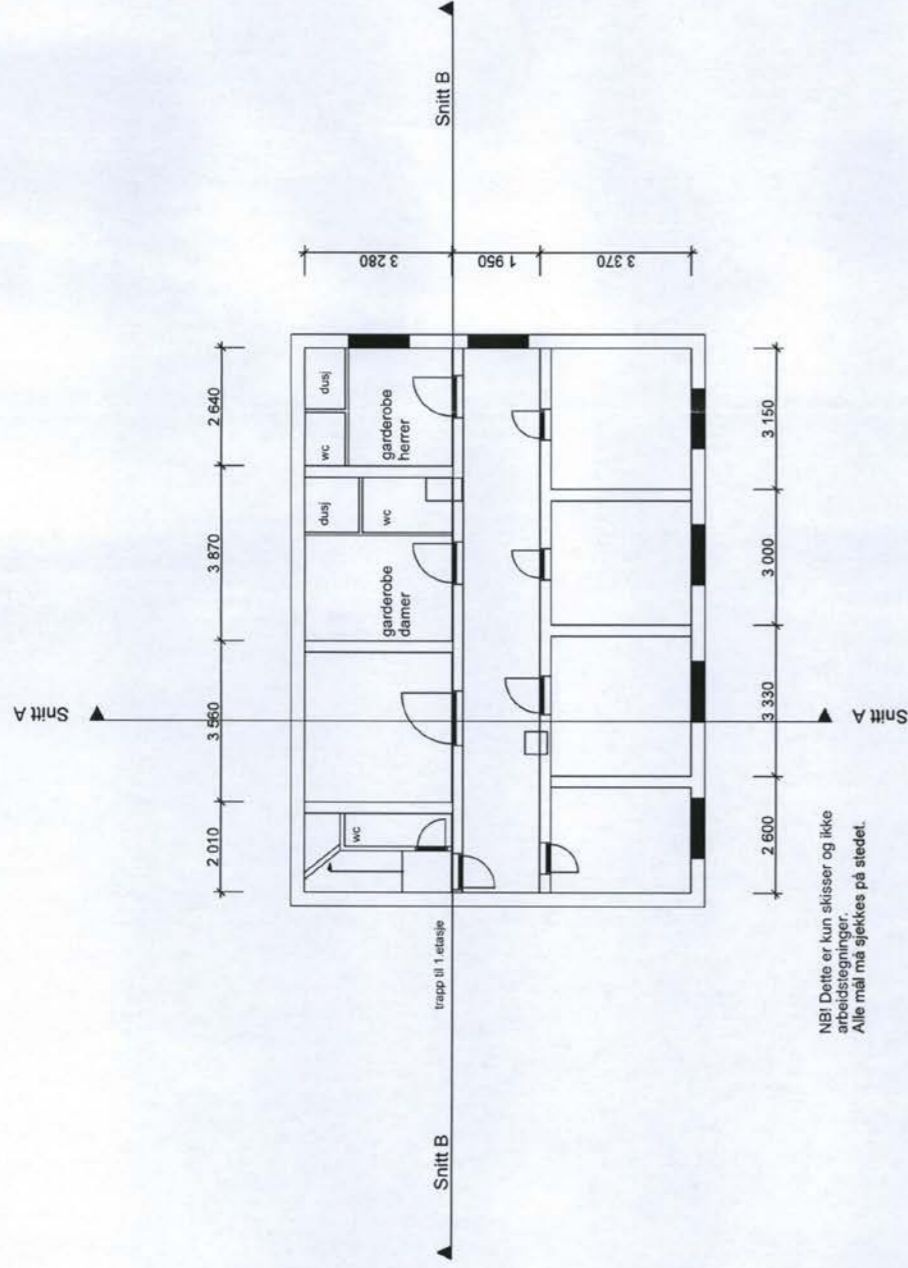 Snitt A
2 010
3 560
3 870
2 640
wc
dusj
wc
dusj
wc
garderobe
damer
garderobe
herrer
3 280
1 950
3 370
Snitt B
Snitt B
trapp til 1.etasje
2 600
3 330
3 000
3 150
Snitt A
NB! Dette er kun skisser og ikke
arbeidstegninger.
Alle mål må sjekkes på stedet.